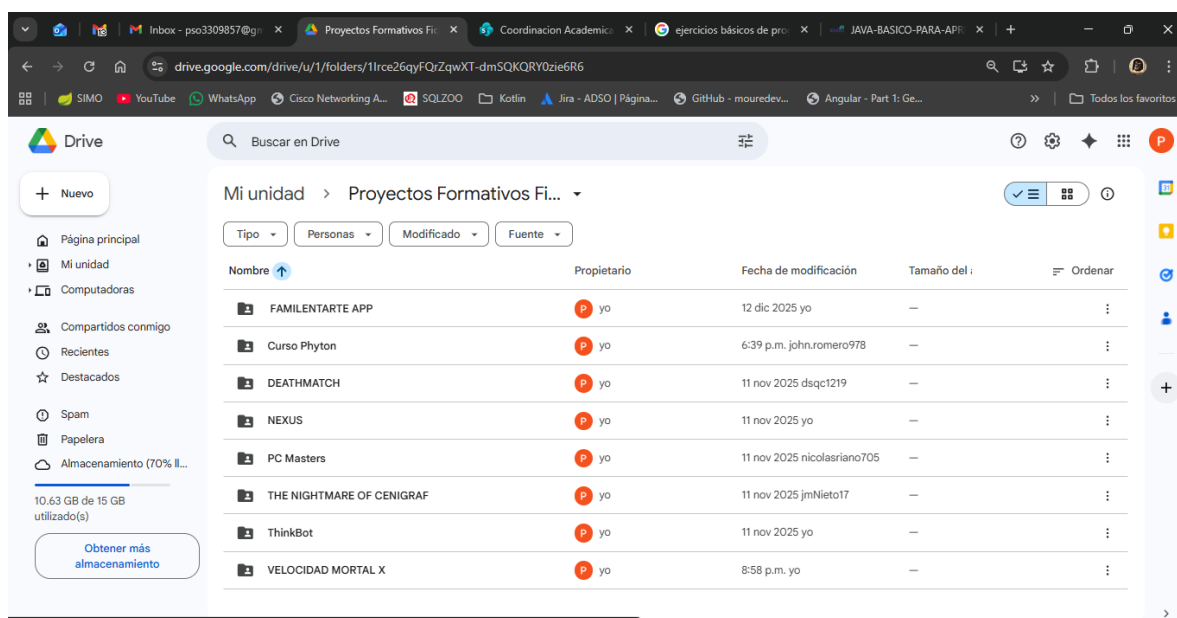 Inbox - pso3309857@gm
Proyectos Formativos Fic
Coordinacion Academica
ejercicios básicos de pro
JAVA-BASICO-PARA-APR
drive.google.com/drive/u/1/folders/1Irce26qyFQrZqwXT-dmSQKQRY0zie6R6
SIMO YouTube WhatsApp Cisco Networking A... SQLZOO Kotlin Jira - ADSO | Página... GitHub - mouredev... Angular - Part 1: Ge... » Todos los favoritos
Drive
Buscar en Drive
P
Nuevo
Mi unidad > Proyectos Formativos Fi...
Tipo Personas Modificado Fuente
Página principal
Mi unidad
Computadoras
Compartidos conmigo
Recientes
Destacados
Spam
Papelera
Almacenamiento (70% ll...
10.63 GB de 15 GB
utilizado(s)
Obtener más
almacenamiento
Nombre Propietario Fecha de modificación Tamaño del Ordenar
FAMILENTARTE APP P yo 12 dic 2025 yo —
Curso Phyton P yo 6:39 p.m. john.romero978 —
DEATHMATCH P yo 11 nov 2025 dsqc1219 —
NEXUS P yo 11 nov 2025 yo —
PC Masters P yo 11 nov 2025 nicolasriano705 —
THE NIGHTMARE OF CENIGRAF P yo 11 nov 2025 jmNieto17 —
ThinkBot P yo 11 nov 2025 yo —
VELOCIDAD MORTAL X P yo 8:58 p.m. yo —
31